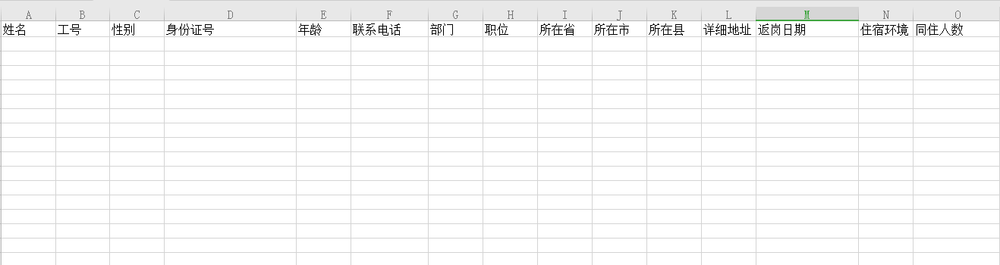 A B C D E F G H I J K L M N O
姓名 工号 性别 身份证号 年龄 联系电话 部门 职位 所在省 所在市 所在县 详细地址 返岗日期 住宿环境 同住人数